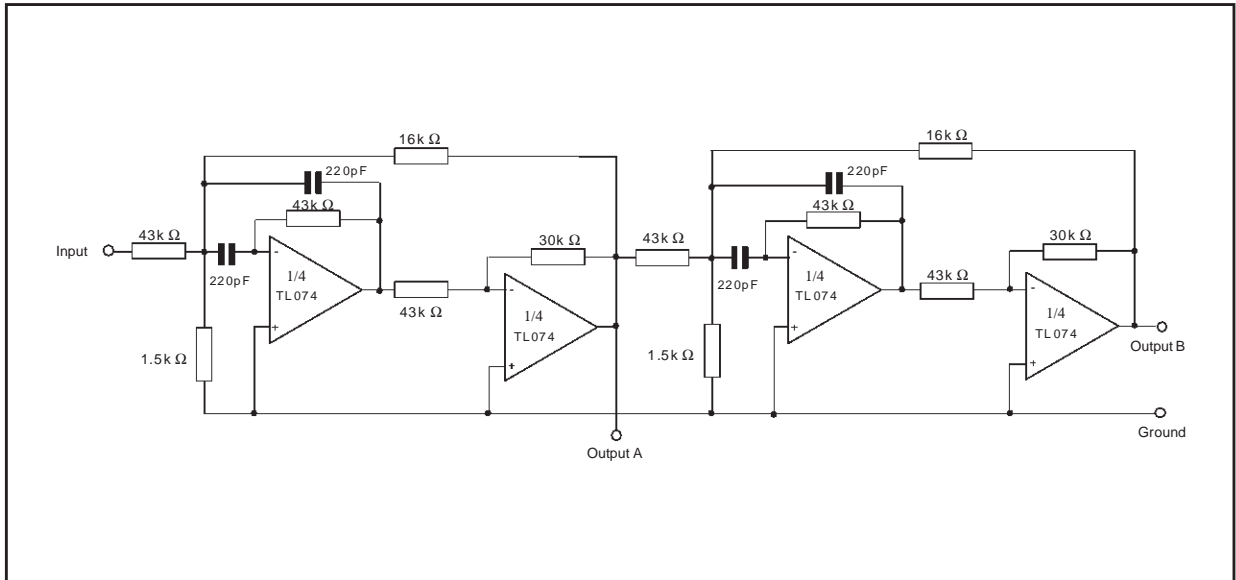 16k Ω
16k Ω
220pF
220pF
43k Ω
43k Ω
Input
43k Ω
30k Ω
43k Ω
30k Ω
-
-
-
-
220pF
1/4
TL074
43k Ω
1/4
TL074
220pF
1/4
TL074
43k Ω
1/4
TL074
1.5k Ω
+
+
1.5k Ω
+
+
Output B
Ground
Output A